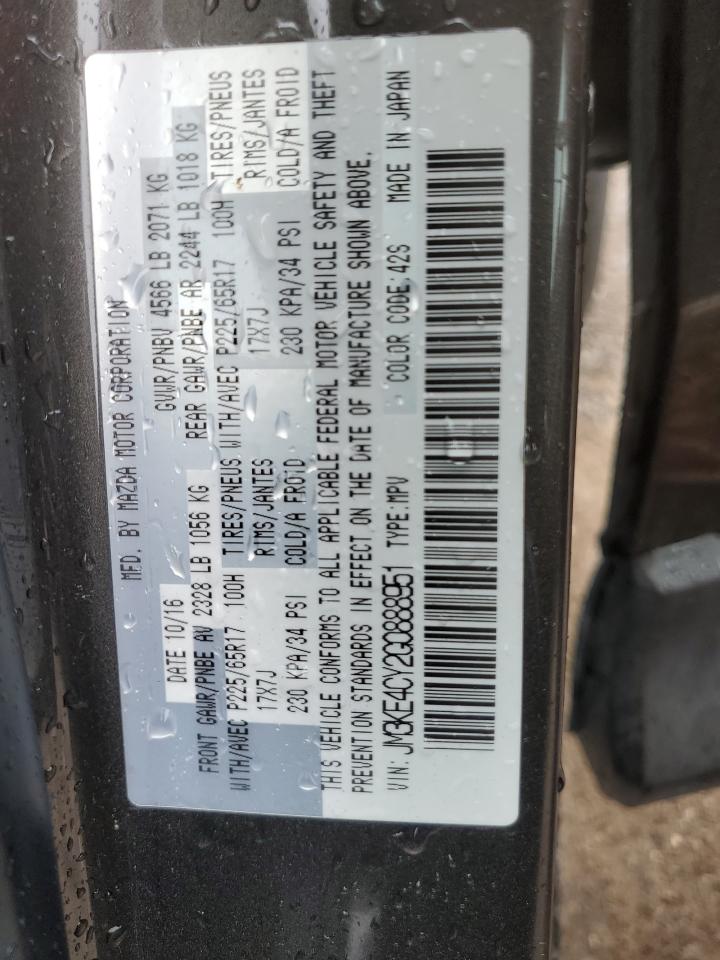 MFD. BY MAZDA MOTOR CORPORATION
DATE 10/16 GVWR/PNBV 4566 LB 2071 KG
FRONT GAWR/PNBE AV 2328 LB 1056 KG REAR GAWR/PNBE AR 2244 LB 1018 KG
WITH/AVEC P225/65R17 100H TIRES/PNEUS WITH/AVEC P225/65R17 100H TIRES/PNEUS
17X7J RIMS/JANTES 17X7J RIMS/JANTES
230 KPA/34 PSI COLD/A FROID 230 KPA/34 PSI COLD/A FROID
THIS VEHICLE CONFORMS TO ALL APPLICABLE FEDERAL MOTOR VEHICLE SAFETY AND THEFT
PREVENTION STANDARDS IN EFFECT ON THE DATE OF MANUFACTURE SHOWN ABOVE.
VIN: JM3KE4CY2G0888951 TYPE:MPV COLOR CODE:42S MADE IN JAPAN